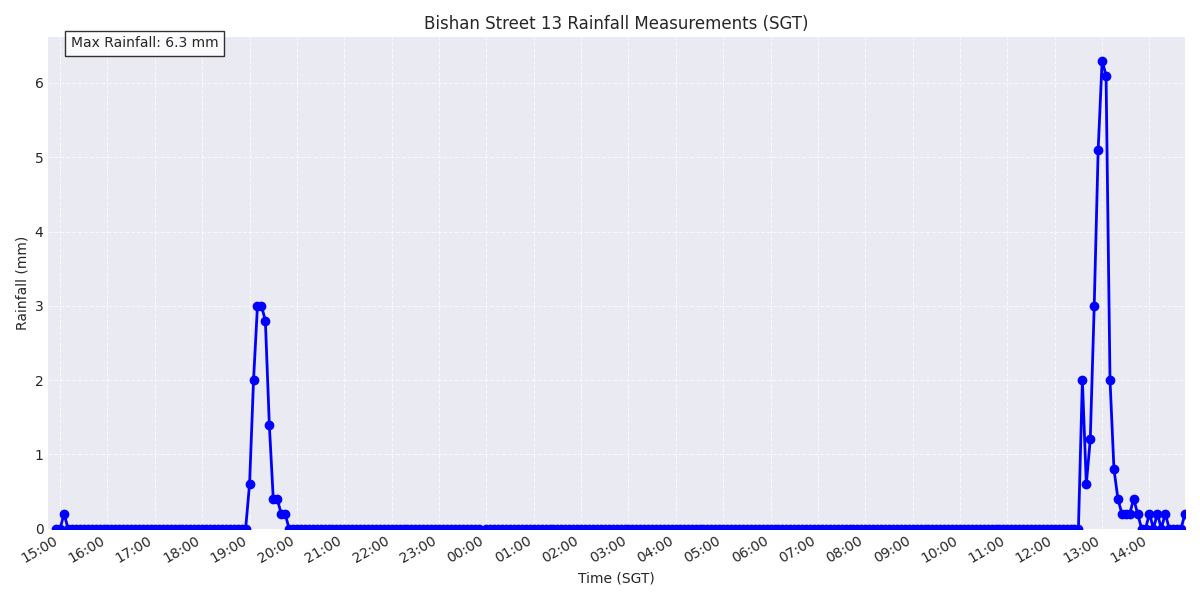 Bishan Street 13 Rainfall Measurements (SGT)
Max Rainfall: 6.3 mm
Rainfall (mm)
6
5
4
3
2
1
0
15:00 16:00 17:00 18:00 19:00 20:00 21:00 22:00 23:00 00:00 01:00 02:00 03:00 04:00 05:00 06:00 07:00 08:00 09:00 10:00 11:00 12:00 13:00 14:00
Time (SGT)